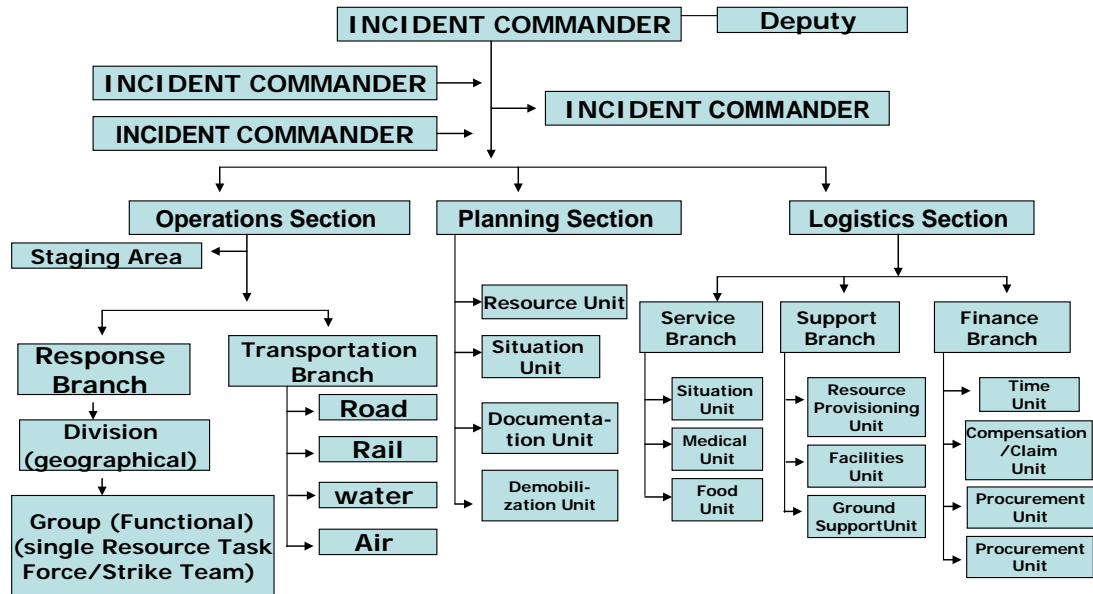 INCIDENT COMMANDER
Deputy
INCIDENT COMMANDER
INCIDENT COMMANDER
INCIDENT COMMANDER
Operations Section
Planning Section
Logistics Section
Staging Area
Response
Branch
Division
(geographical)
Group (Functional)
(single Resource Task
Force/Strike Team)
Transportation
Branch
Road
Rail
water
Air
Resource Unit
Situation
Unit
Documenta-
tion Unit
Demobili-
zation Unit
Service
Branch
Situation
Unit
Medical
Unit
Food
Unit
Support
Branch
Resource
Provisioning
Unit
Facilities
Unit
Ground
SupportUnit
Finance
Branch
Time
Unit
Compensation
/Claim
Unit
Procurement
Unit
Procurement
Unit